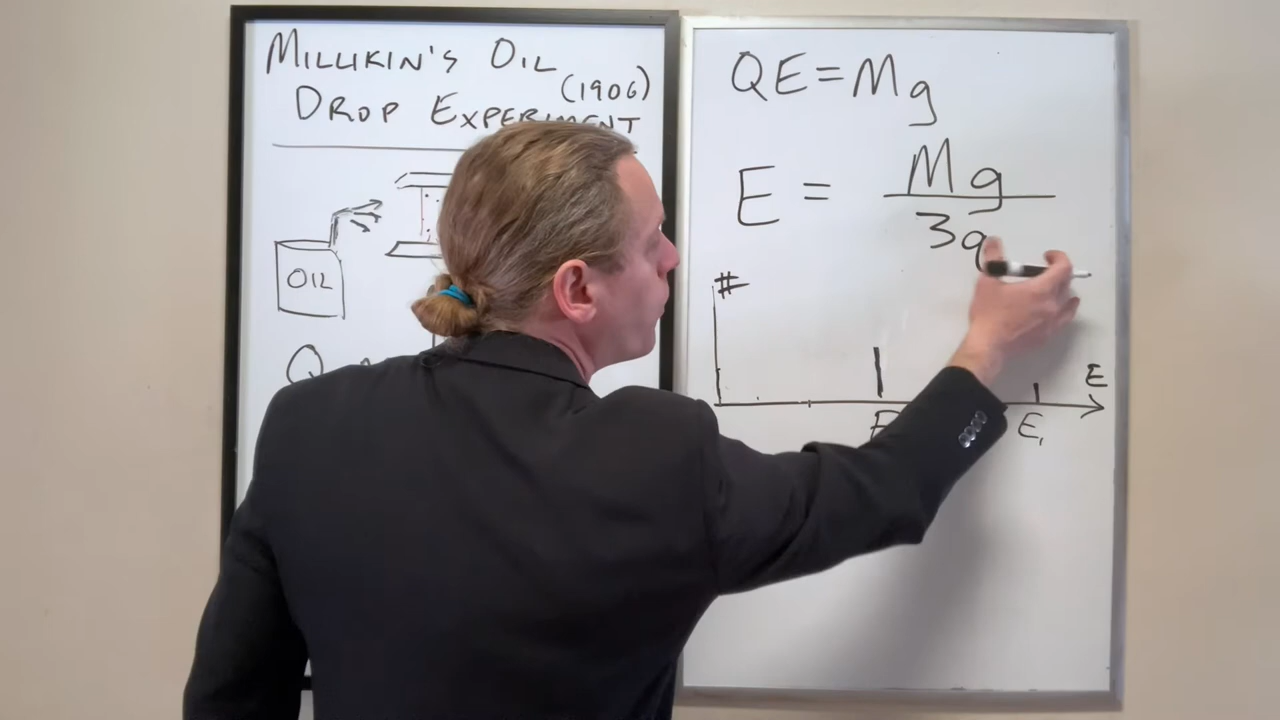 MILLIKIN'S OIL
DROP EXPERIMENT
(1906)
OIL
Q
QE=Mg
E = Mg
3q
#
E
E₁